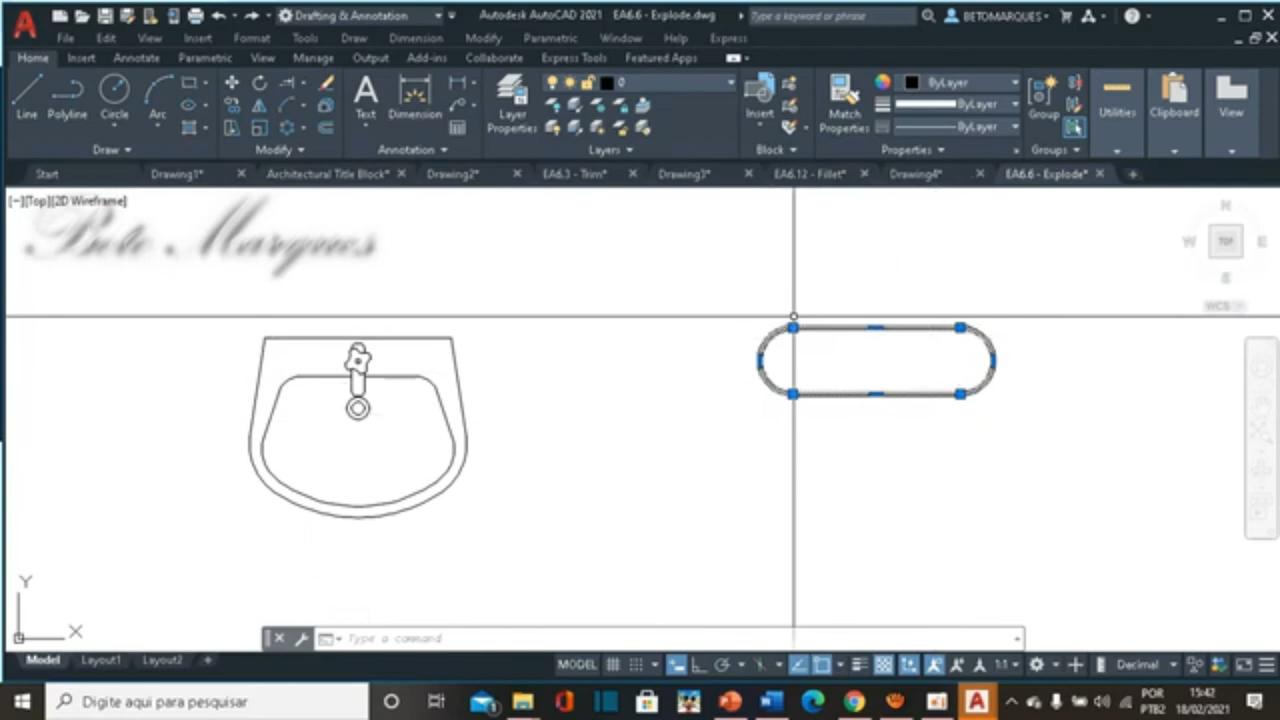 Drafting & Annotation
Autodesk AutoCAD 2021 EA6.6 - Explode.dwg
Type a keyword or phrase
BETOMARQUES
File Edit View Insert Format Tools Draw Dimension Modify Parametric Window Help Express
Home Insert Annotate Parametric View Manage Output Add-ins Collaborate Express Tools Featured Apps
Line Polyline Circle Arc
Text Dimension
Layer Properties
0
Insert
Match Properties
ByLayer
ByLayer
ByLayer
Group
Utilities
Clipboard
View
Draw Modify Annotation Layers Block Properties Groups
Start Drawing1* Architectural Title Block* Drawing2* EA6.3 - Trim* Drawing3* EA6.12 - Fillet* Drawing4* EA6.6 - Explode*
[−][Top][2D Wireframe]
Beto Marques
N
W TOP E
S
WCS
Y
X
Type a command
Model Layout1 Layout2 +
MODEL
1:1
Decimal
Digite aqui para pesquisar
POR
PTB2
15:42
18/02/2021